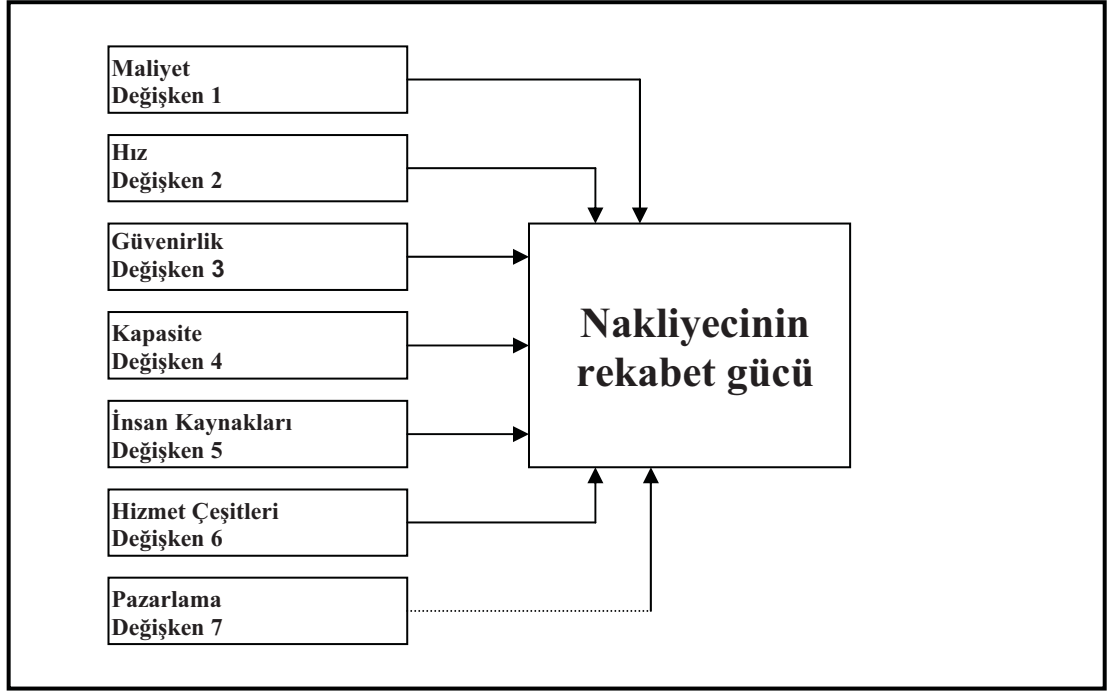 Maliyet
Değişken 1
Hız
Değişken 2
Güvenirlik
Değişken 3
Kapasite
Değişken 4
İnsan Kaynakları
Değişken 5
Hizmet Çeşitleri
Değişken 6
Pazarlama
Değişken 7
Nakliyecinin
rekabet gücü